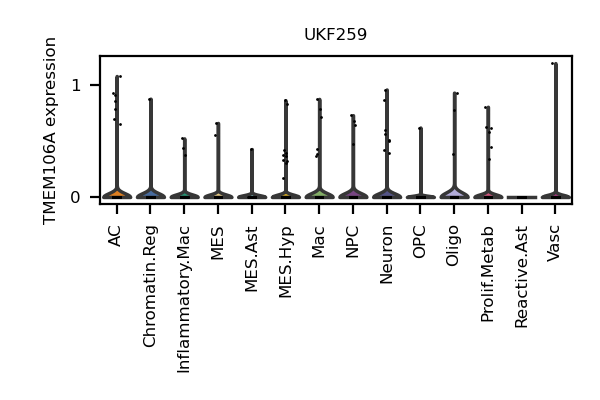 UKF259
TMEM106A expression
1
0
AC
Chromatin.Reg
Inflammatory.Mac
MES
MES.Ast
MES.Hyp
Mac
NPC
Neuron
OPC
Oligo
Prolif.Metab
Reactive.Ast
Vasc